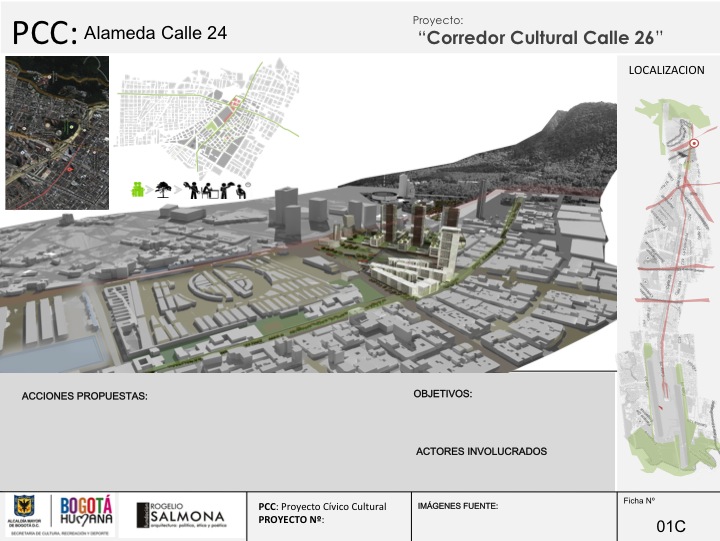 PCC: Alameda Calle 24
Proyecto:
“Corredor Cultural Calle 26”
LOCALIZACION
ACCIONES PROPUESTAS:
OBJETIVOS:
ACTORES INVOLUCRADOS
ALCALDÍA MAYOR
DE BOGOTÁ D.C.
BOGOTÁ
HUMANA
SECRETARÍA DE CULTURA, RECREACIÓN Y DEPORTE
fundación
ROGELIO
SALMONA
arquitectura: política, ética y poética
PCC: Proyecto Cívico Cultural
PROYECTO Nº:
IMÁGENES FUENTE:
Ficha Nº
01C